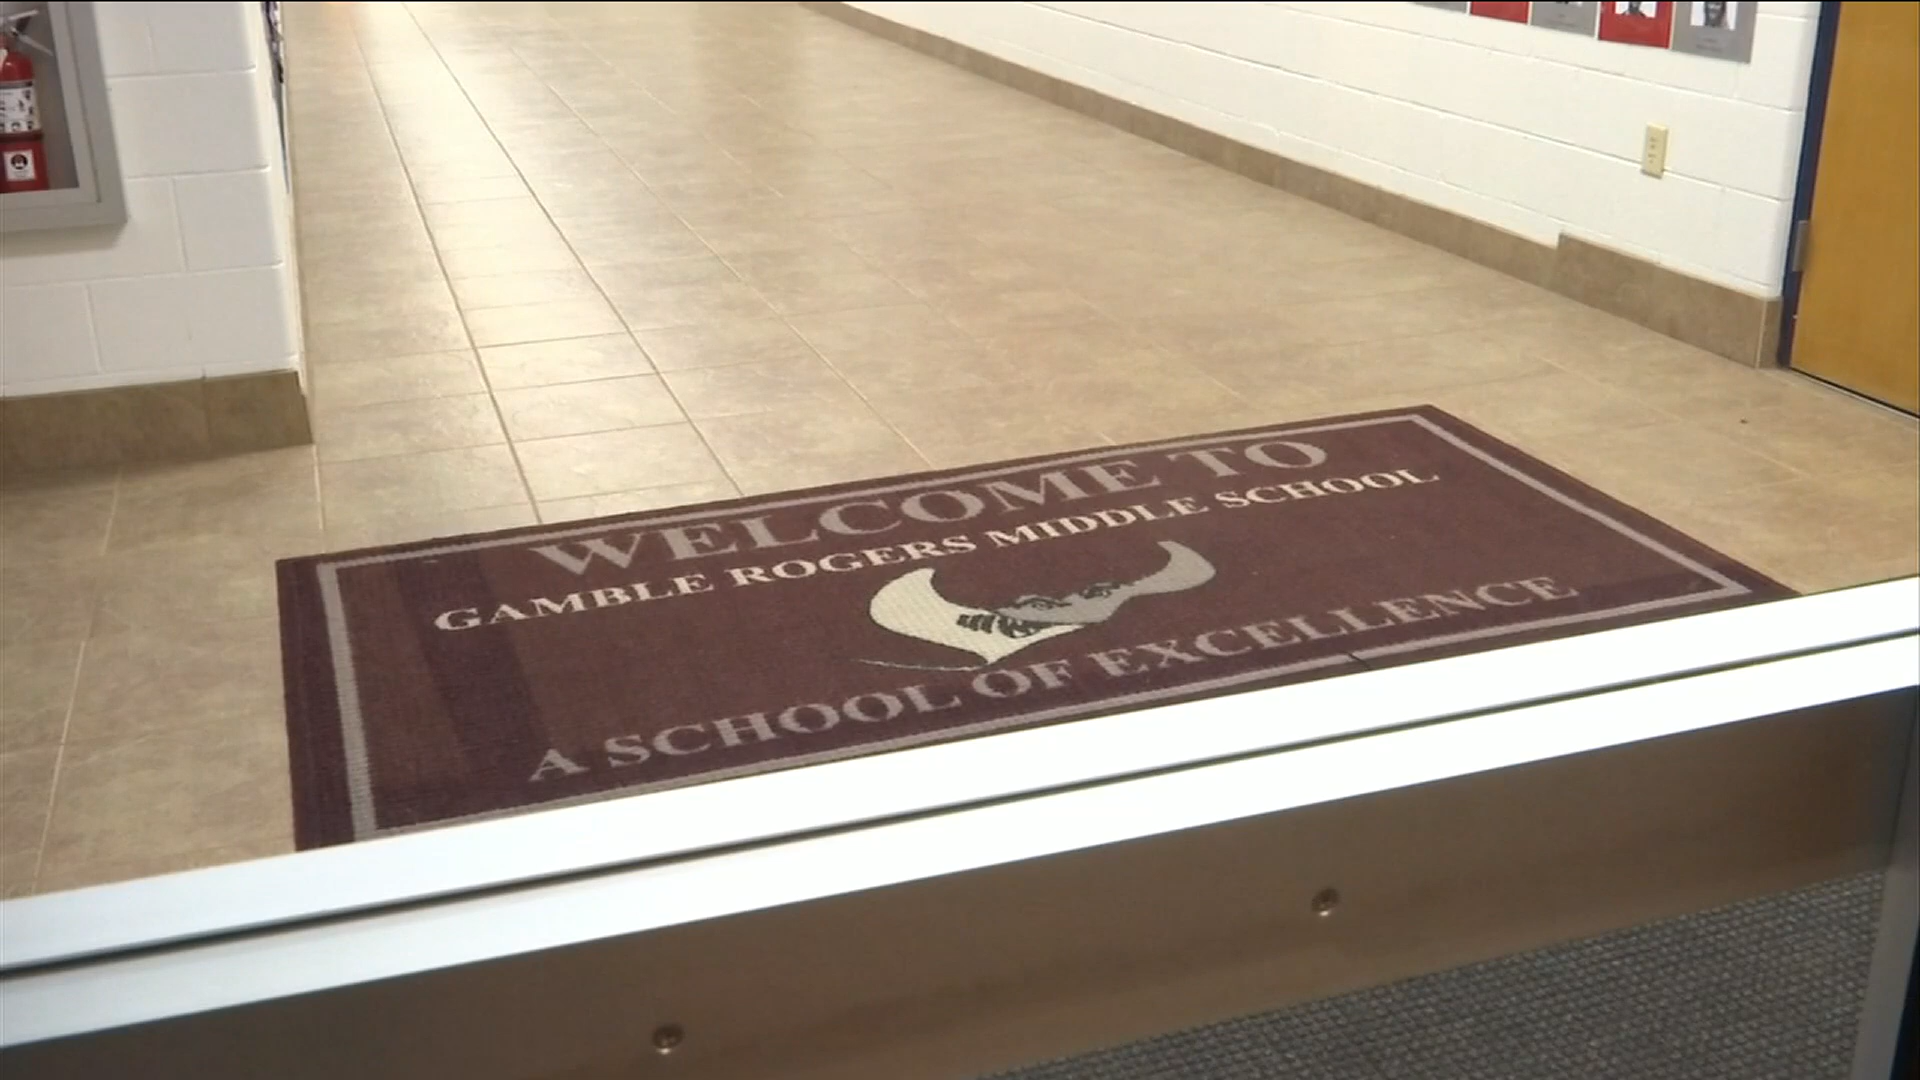 WELCOME TO
GAMBLE ROGERS MIDDLE SCHOOL
A SCHOOL OF EXCELLENCE